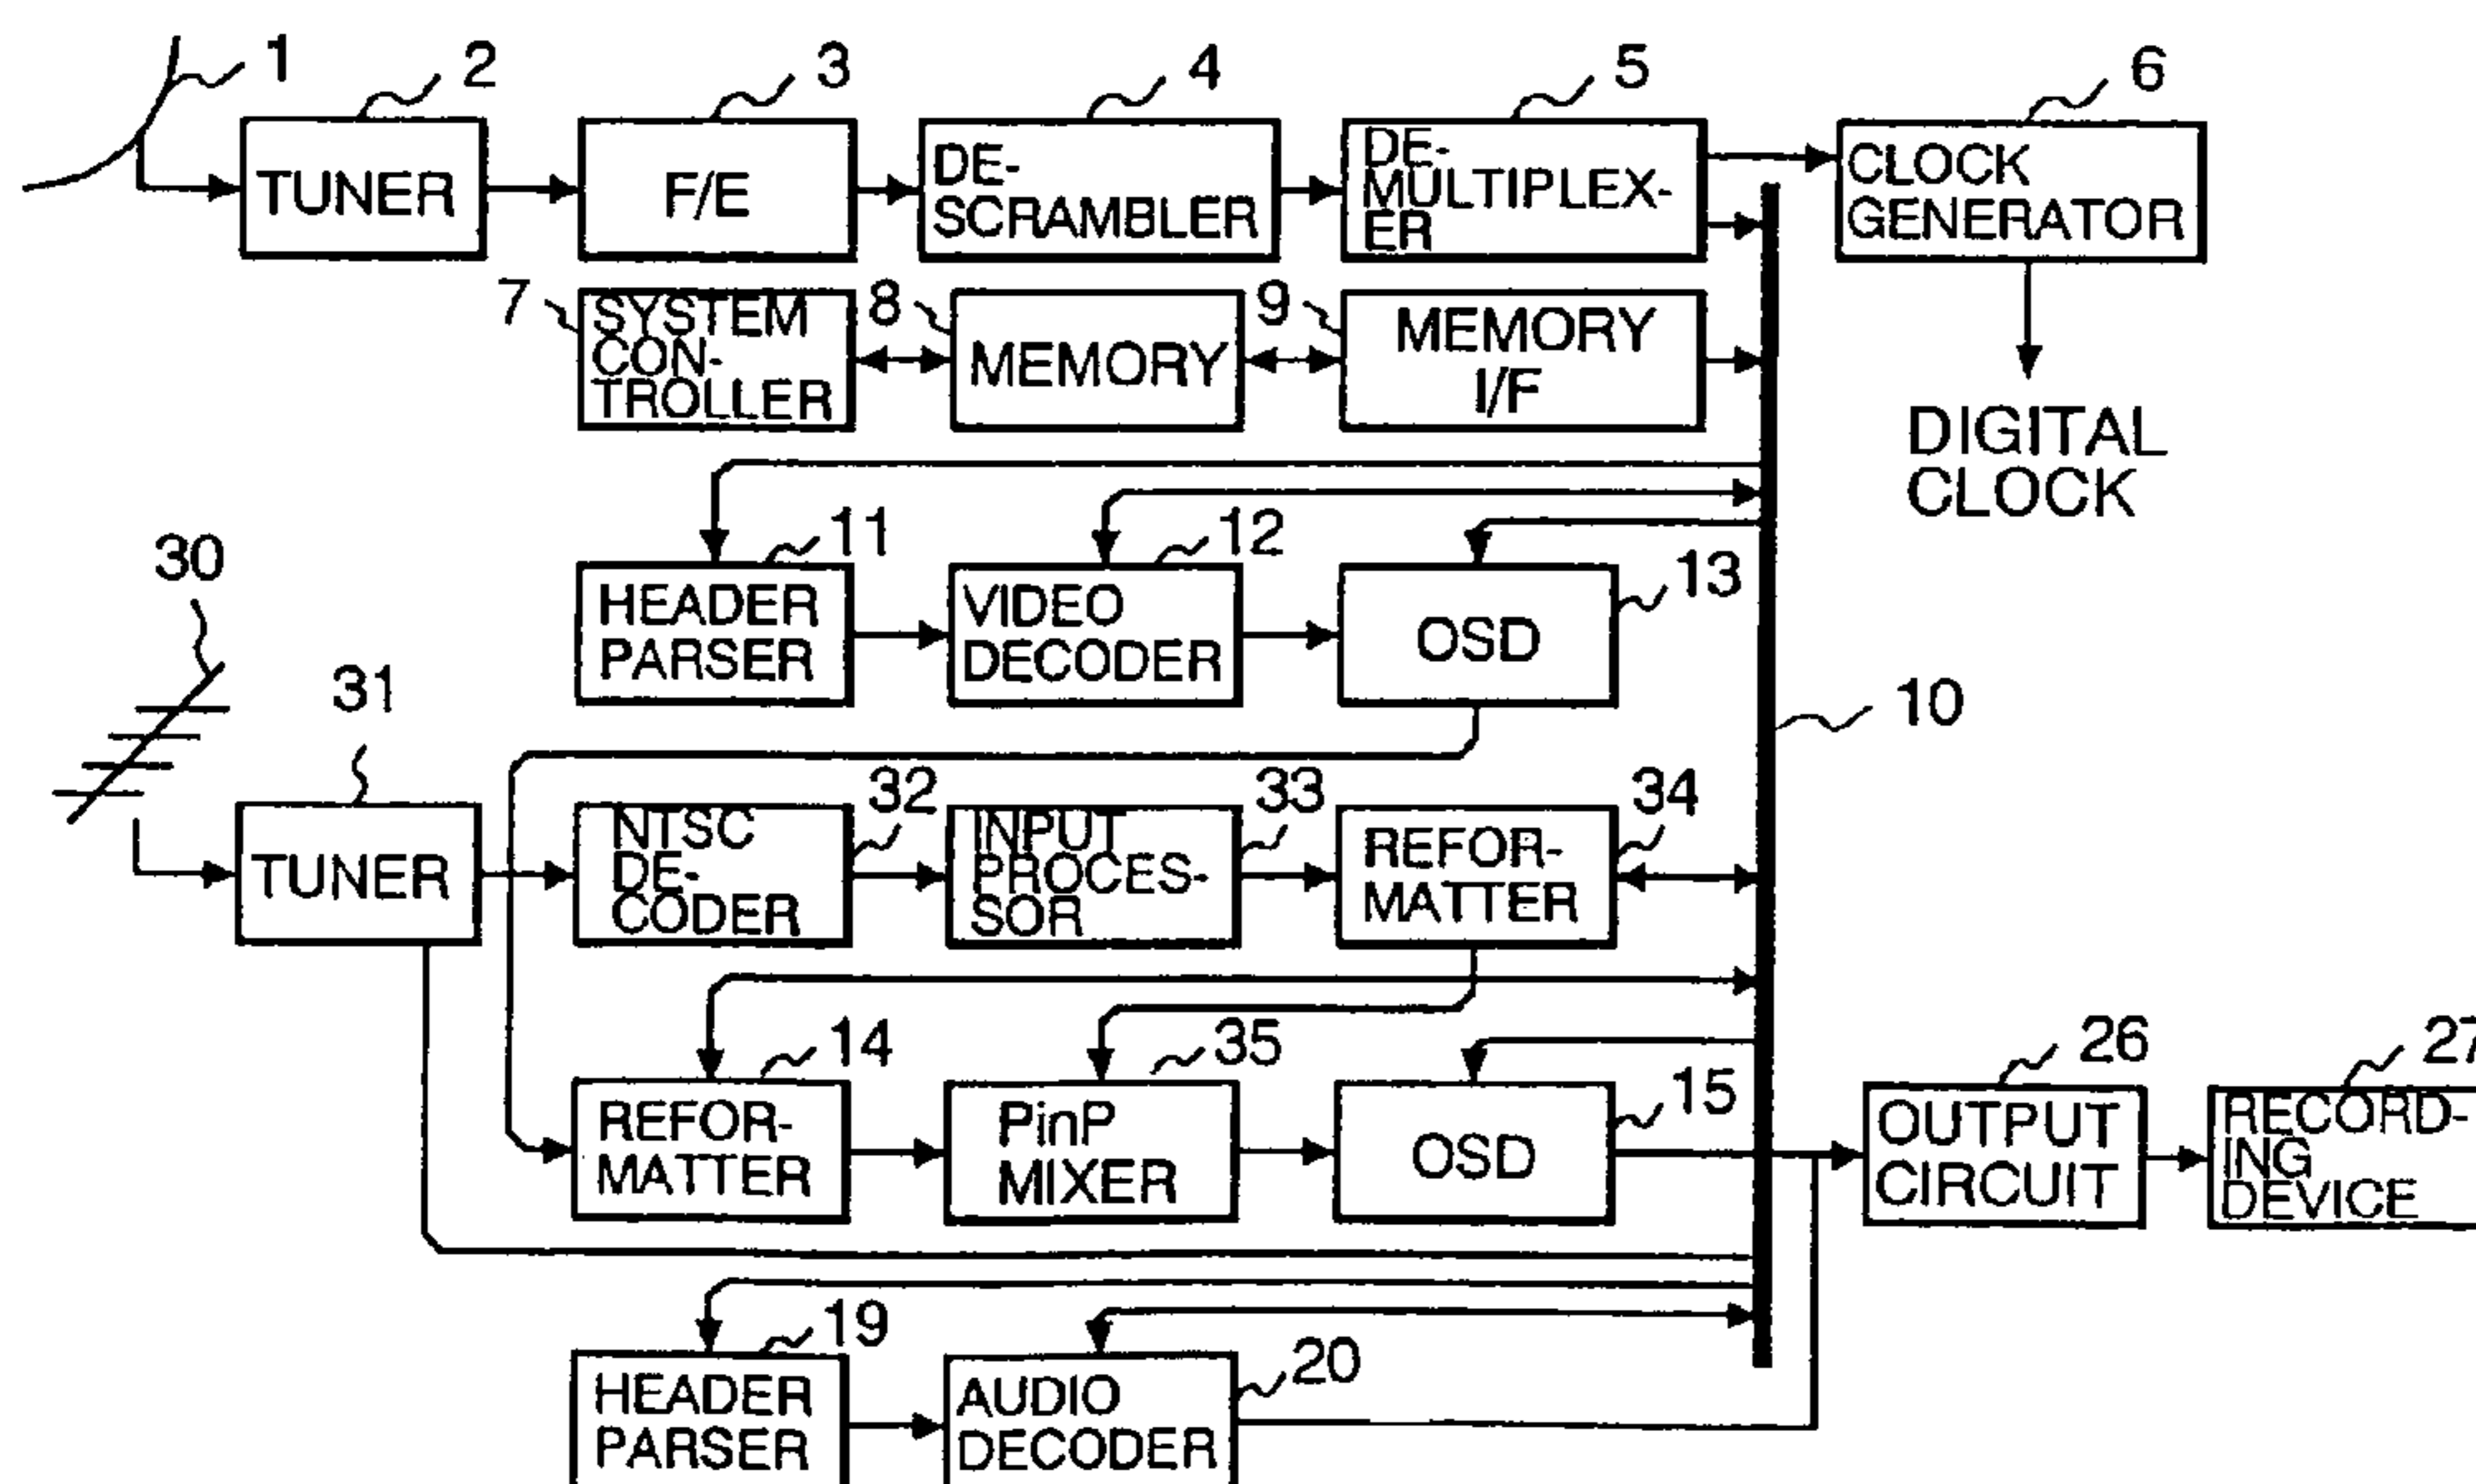 1
2
3
4
5
6
TUNER
F/E
DE-
SCRAMBLER
DE-
MULTIPLEX-
ER
CLOCK
GENERATOR
7
8
9
SYSTEM
CON-
TROLLER
MEMORY
MEMORY
I/F
DIGITAL
CLOCK
11
12
13
30
HEADER
PARSER
VIDEO
DECODER
OSD
31
10
32
33
34
TUNER
NTSC
DE-
CODER
INPUT
PROCES-
SOR
REFOR-
MATTER
14
35
15
26
27
REFOR-
MATTER
PinP
MIXER
OSD
OUTPUT
CIRCUIT
RECORD-
ING
DEVICE
19
20
HEADER
PARSER
AUDIO
DECODER